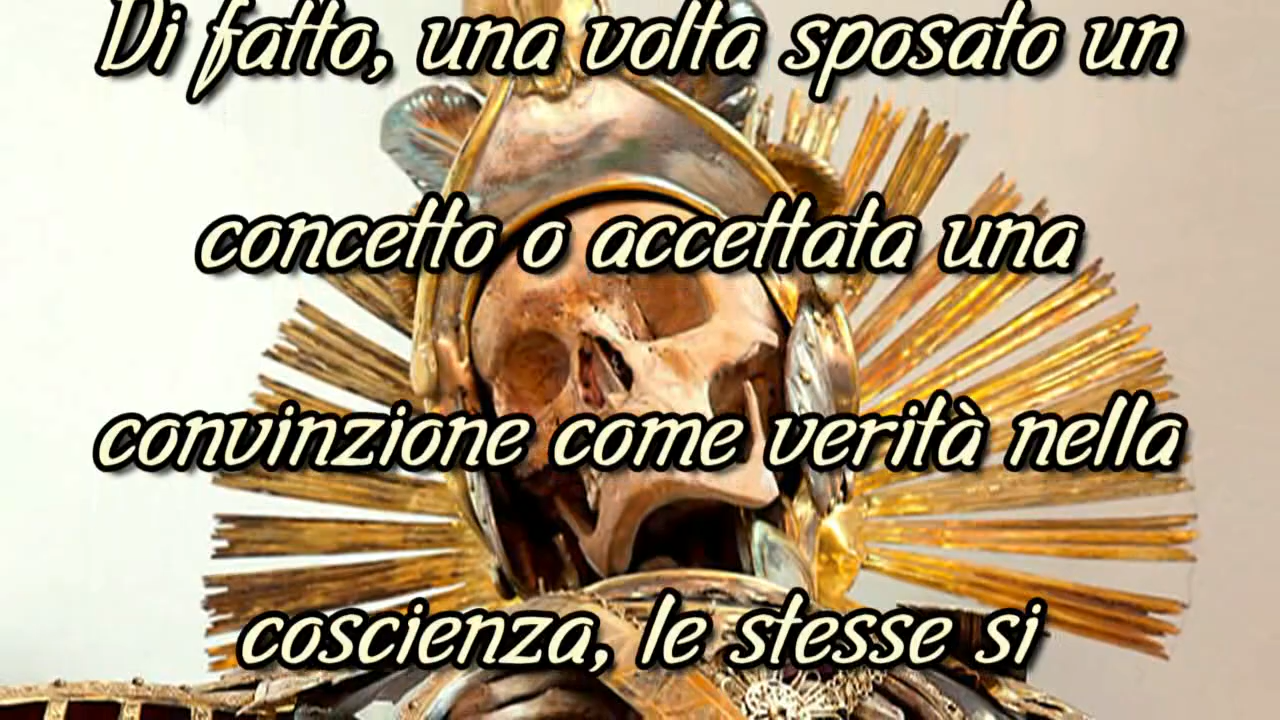 Di fatto, una volta sposato un
concetto o accettata una
convinzione come verità nella
coscienza, le stesse si